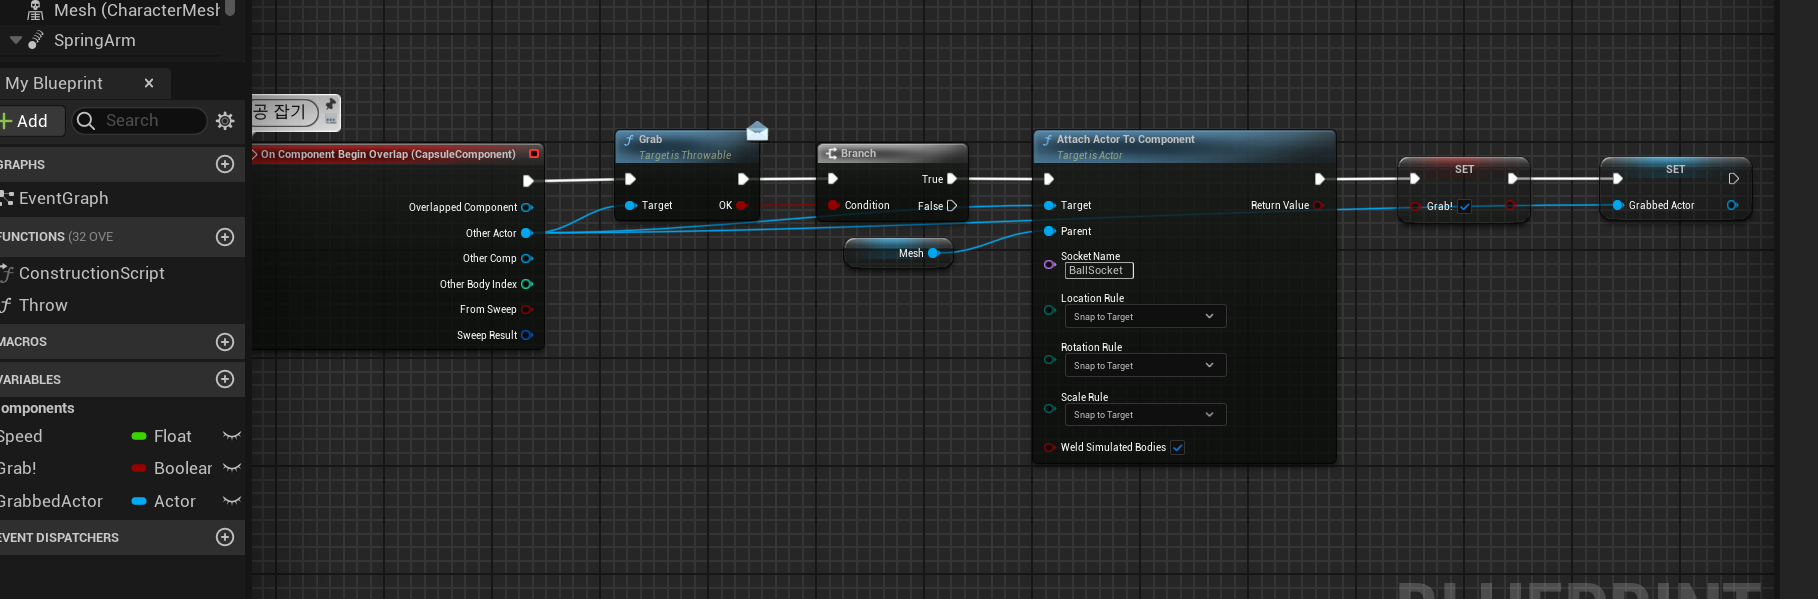 Mesh (CharacterMesh
SpringArm
My Blueprint
Add
Search
GRAPHS
EventGraph
FUNCTIONS (32 OVE
ConstructionScript
Throw
MACROS
VARIABLES
omponents
Speed
Float
Grab!
Boolear
GrabbedActor
Actor
EVENT DISPATCHERS
공 잡기
On Component Begin Overlap (CapsuleComponent)
Overlapped Component
Other Actor
Other Comp
Other Body Index
From Sweep
Sweep Result
Grab
Target is Throwable
Target
OK
Branch
True
Condition
False
Mesh
Attach Actor To Component
Target is Actor
Target
Return Value
Parent
Socket Name
BallSocket
Location Rule
Snap to Target
Rotation Rule
Snap to Target
Scale Rule
Snap to Target
Weld Simulated Bodies
SET
Grab!
SET
Grabbed Actor
BLUEPRINT